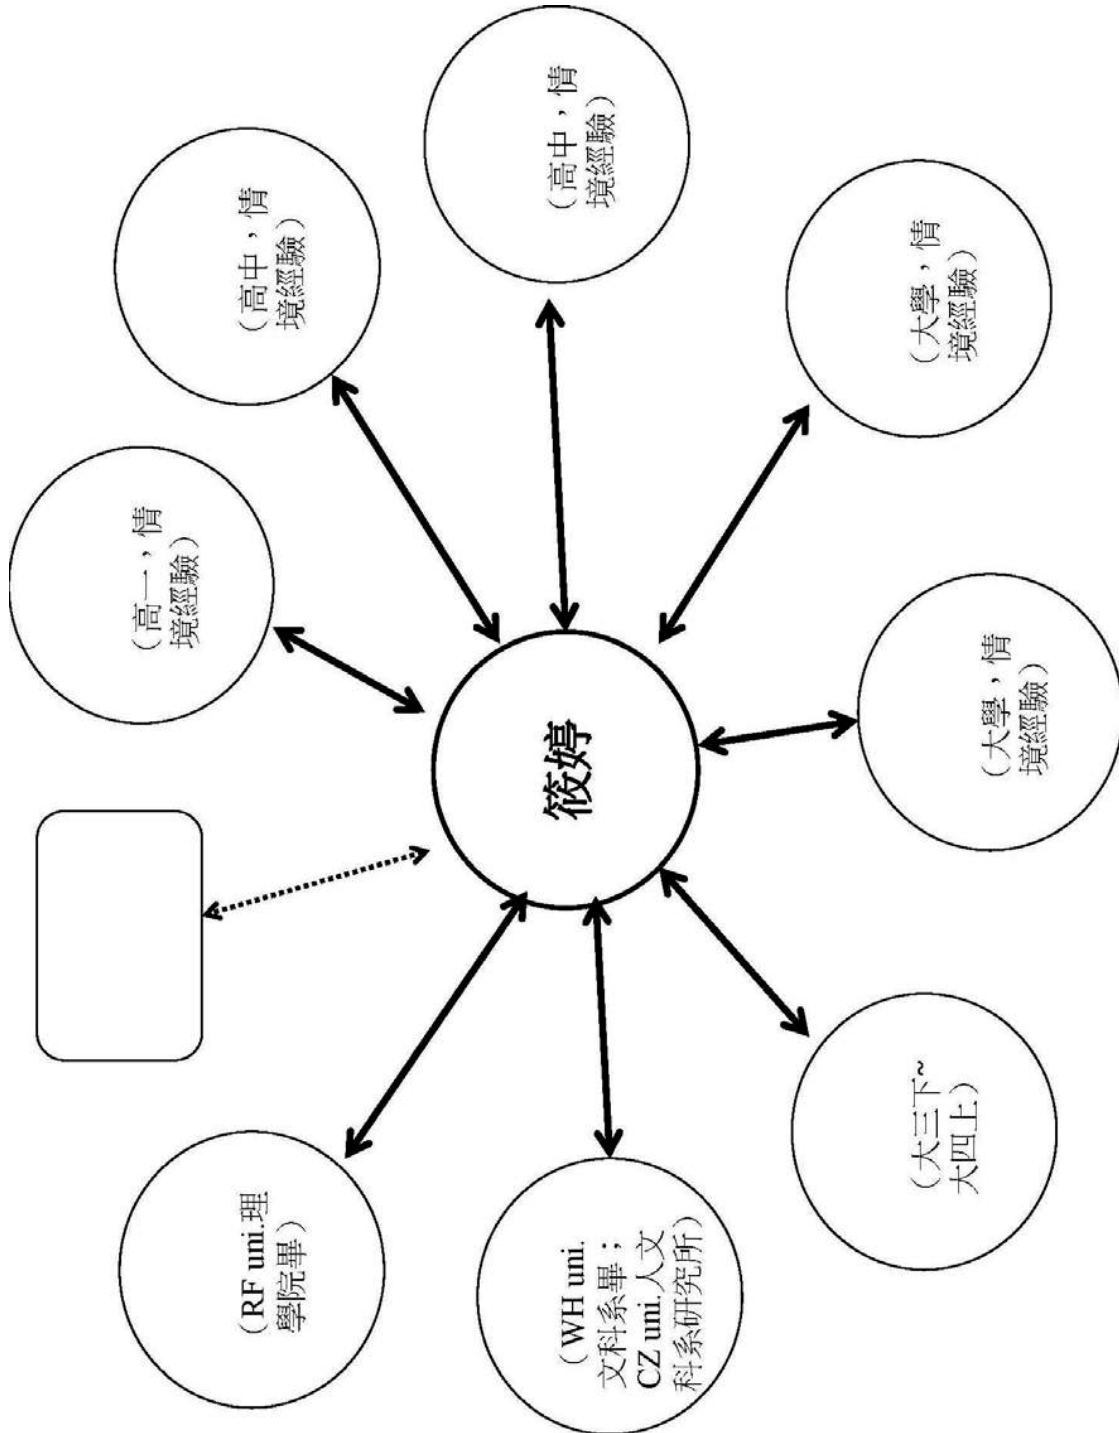 （RF uni.理
學院畢）
（高一，情
境經驗）
（高中，情
境經驗）
（WH uni.
文科系畢；
CZ uni.人文
科系研究所）
筱婷
（高中，情
境經驗）
（大三下~
大四上）
（大學，情
境經驗）
（大學，情
境經驗）